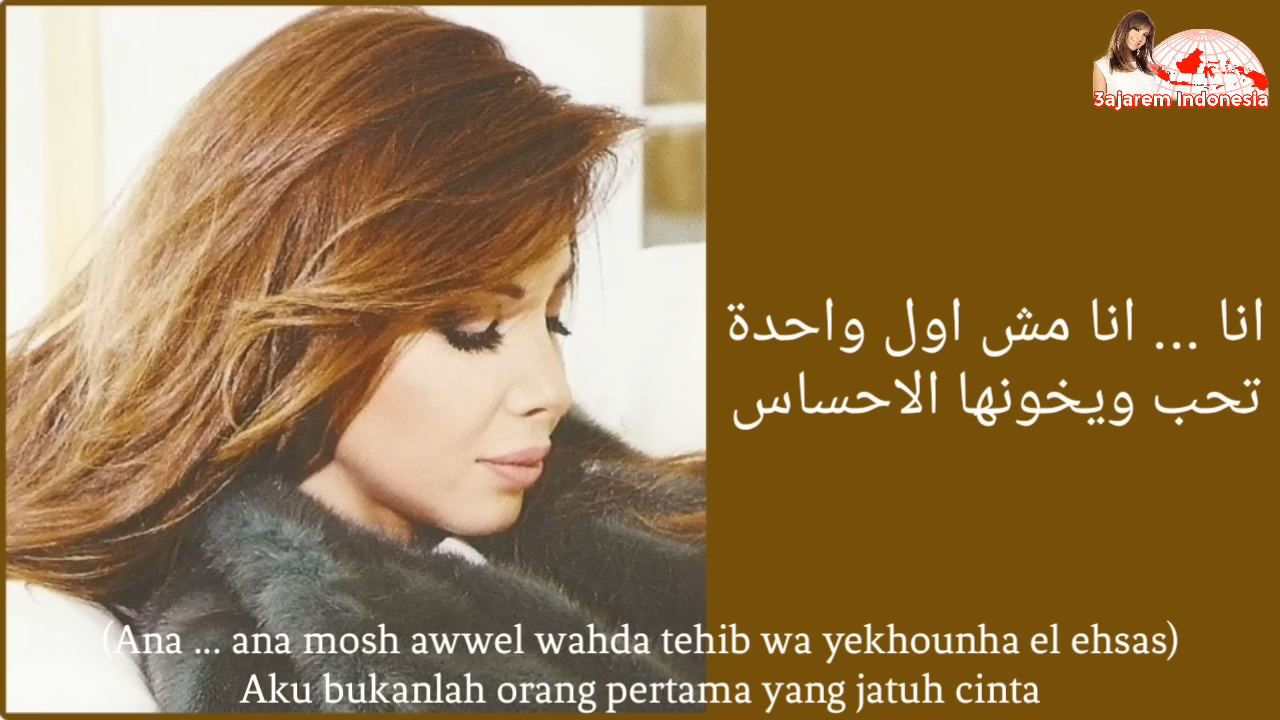 3ajarem Indonesia
انا ... انا مش اول واحدة
تحب ويخونها الاحساس
(Ana ... ana mosh awwel wahda tehib wa yekhounha el ehsas)
Aku bukanlah orang pertama yang jatuh cinta